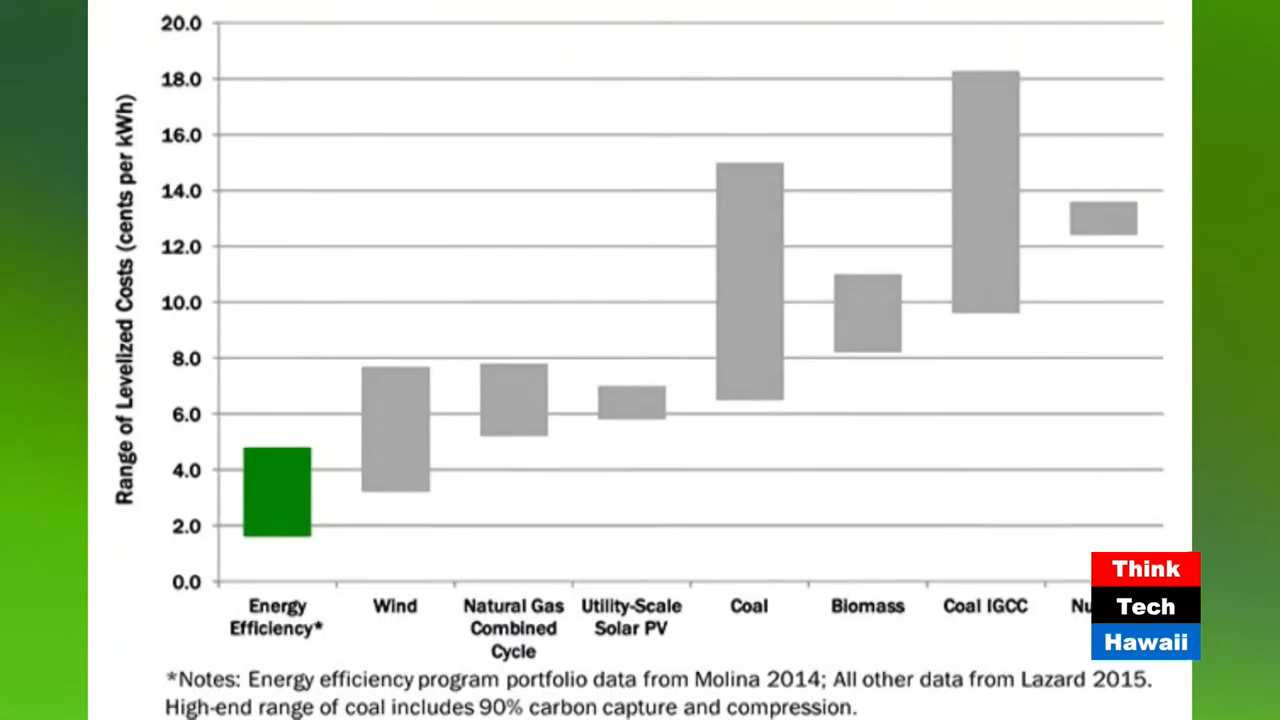 20.0
18.0
16.0
14.0
12.0
10.0
8.0
6.0
4.0
2.0
0.0
Range of Levelized Costs (cents per kWh)
Energy
Efficiency*
Wind
Natural Gas
Combined
Cycle
Utility-Scale
Solar PV
Coal
Biomass
Coal IGCC
Think
Tech
Hawaii
*Notes: Energy efficiency program portfolio data from Molina 2014; All other data from Lazard 2015.
High-end range of coal includes 90% carbon capture and compression.